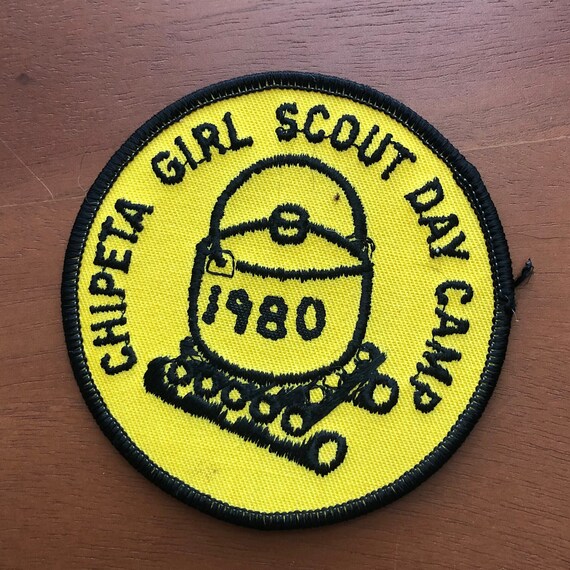 CHIPETA GIRL SCOUT DAY CAMP
1980